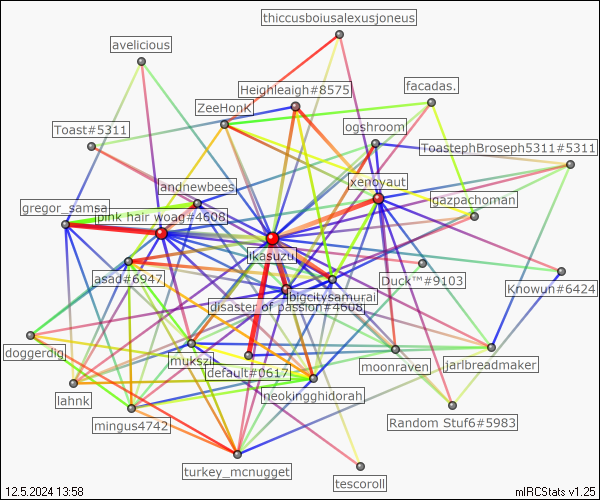 thiccusboiusalexusjoneus
avelicious
Heighleaigh#8575
facadas.
ZeeHonK
Toast#5311
ogshroom
ToastephBroseph5311#5311
xenoyaut
landnewbees
gazpachoman
gregor_samsa
pink hair woag#4608
ikasuzu
asad#6947
Duck™#9103
Knowun#6424
bigcitysamurai
disaster of passion#4608
doggerdig
mukszi
default#0617
moonraven
jarlbreadmaker
lahnk
neokingghidorah
mingus4742
Random Stuf6#5983
turkey_mcnugget
tescoroll
12.5.2024 13:58
mIRCStats v1.25